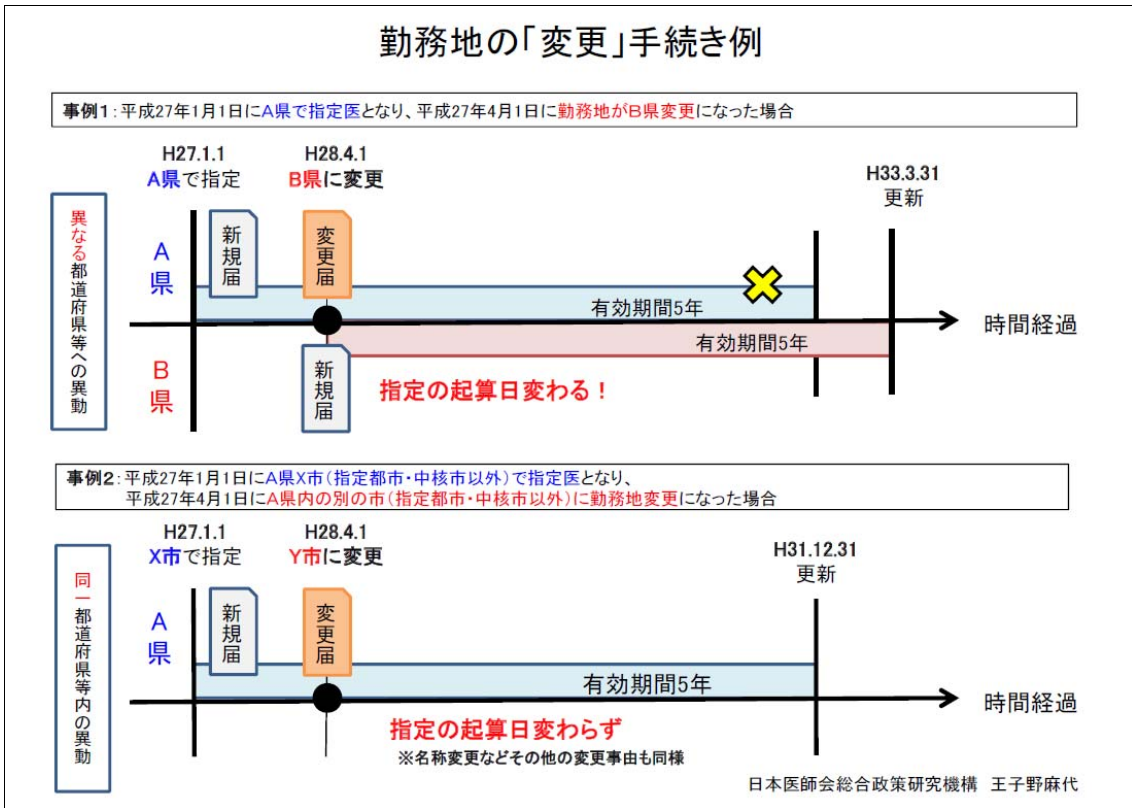 勤務地の「変更」手続き例
事例1:平成27年1月1日にA県で指定医となり、平成27年4月1日に勤務地がB県変更になった場合
H27.1.1
A県で指定
H28.4.1
B県に変更
H33.3.31
更新
異なる都道府県等への異動
A県
新規届
変更届
有効期間5年
時間経過
B県
新規届
有効期間5年
指定の起算日変わる!
事例2:平成27年1月1日にA県X市(指定都市・中核市以外)で指定医となり、
平成27年4月1日にA県内の別の市(指定都市・中核市以外)に勤務地変更になった場合
H27.1.1
X市で指定
H28.4.1
Y市に変更
H31.12.31
更新
同一都道府県等内の異動
A県
新規届
変更届
有効期間5年
時間経過
指定の起算日変わらず
※名称変更などその他の変更事由も同様
日本医師会総合政策研究機構 王子野麻代